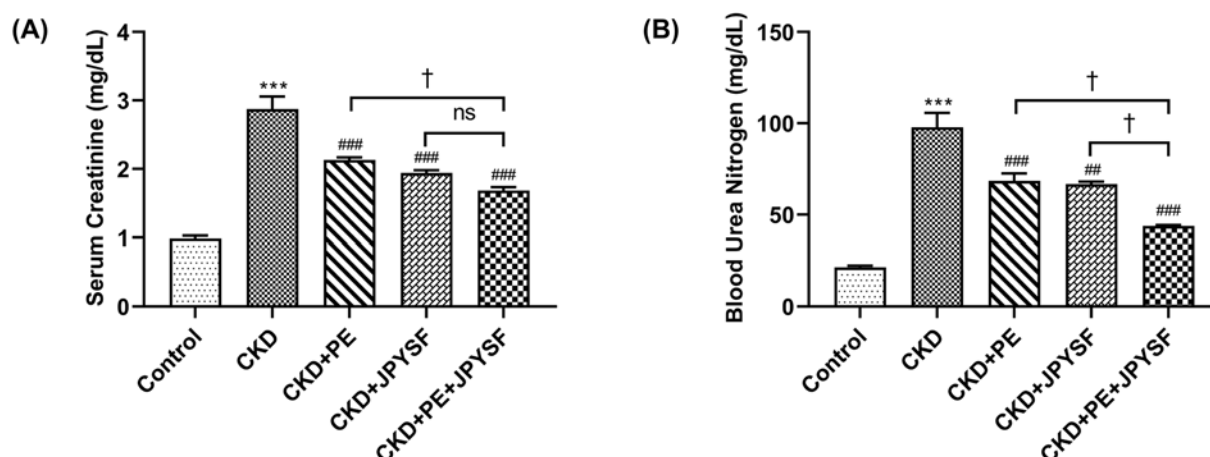 (A)
Serum Creatinine (mg/dL)
4
3
2
1
0
***
###
###
###
†
ns
Control
CKD
CKD+PE
CKD+JPYSF
CKD+PE+JPYSF
(B)
Blood Urea Nitrogen (mg/dL)
150
100
50
0
***
###
##
###
†
†
Control
CKD
CKD+PE
CKD+JPYSF
CKD+PE+JPYSF